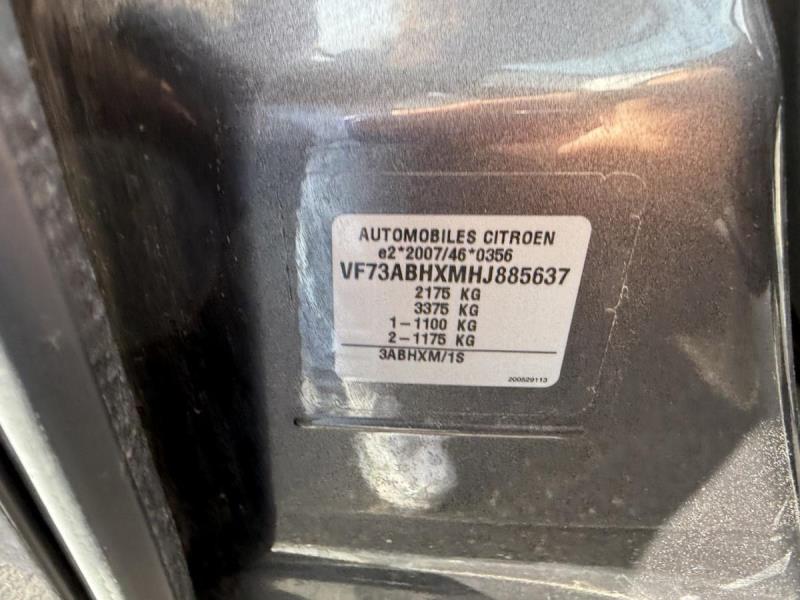 AUTOMOBILES CITROEN
e2*2007/46*0356
VF73ABHXMHJ885637
2175 KG
3375 KG
1-1100 KG
2-1175 KG
3ABHXM/1S
200529113